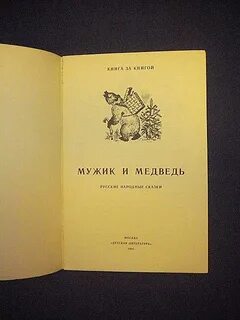 КНИГА ЗА КНИГОЙ
МУЖИК И МЕДВЕДЬ
РУССКИЕ НАРОДНЫЕ СКАЗКИ
МОСКВА
«ДЕТСКАЯ ЛИТЕРАТУРА»